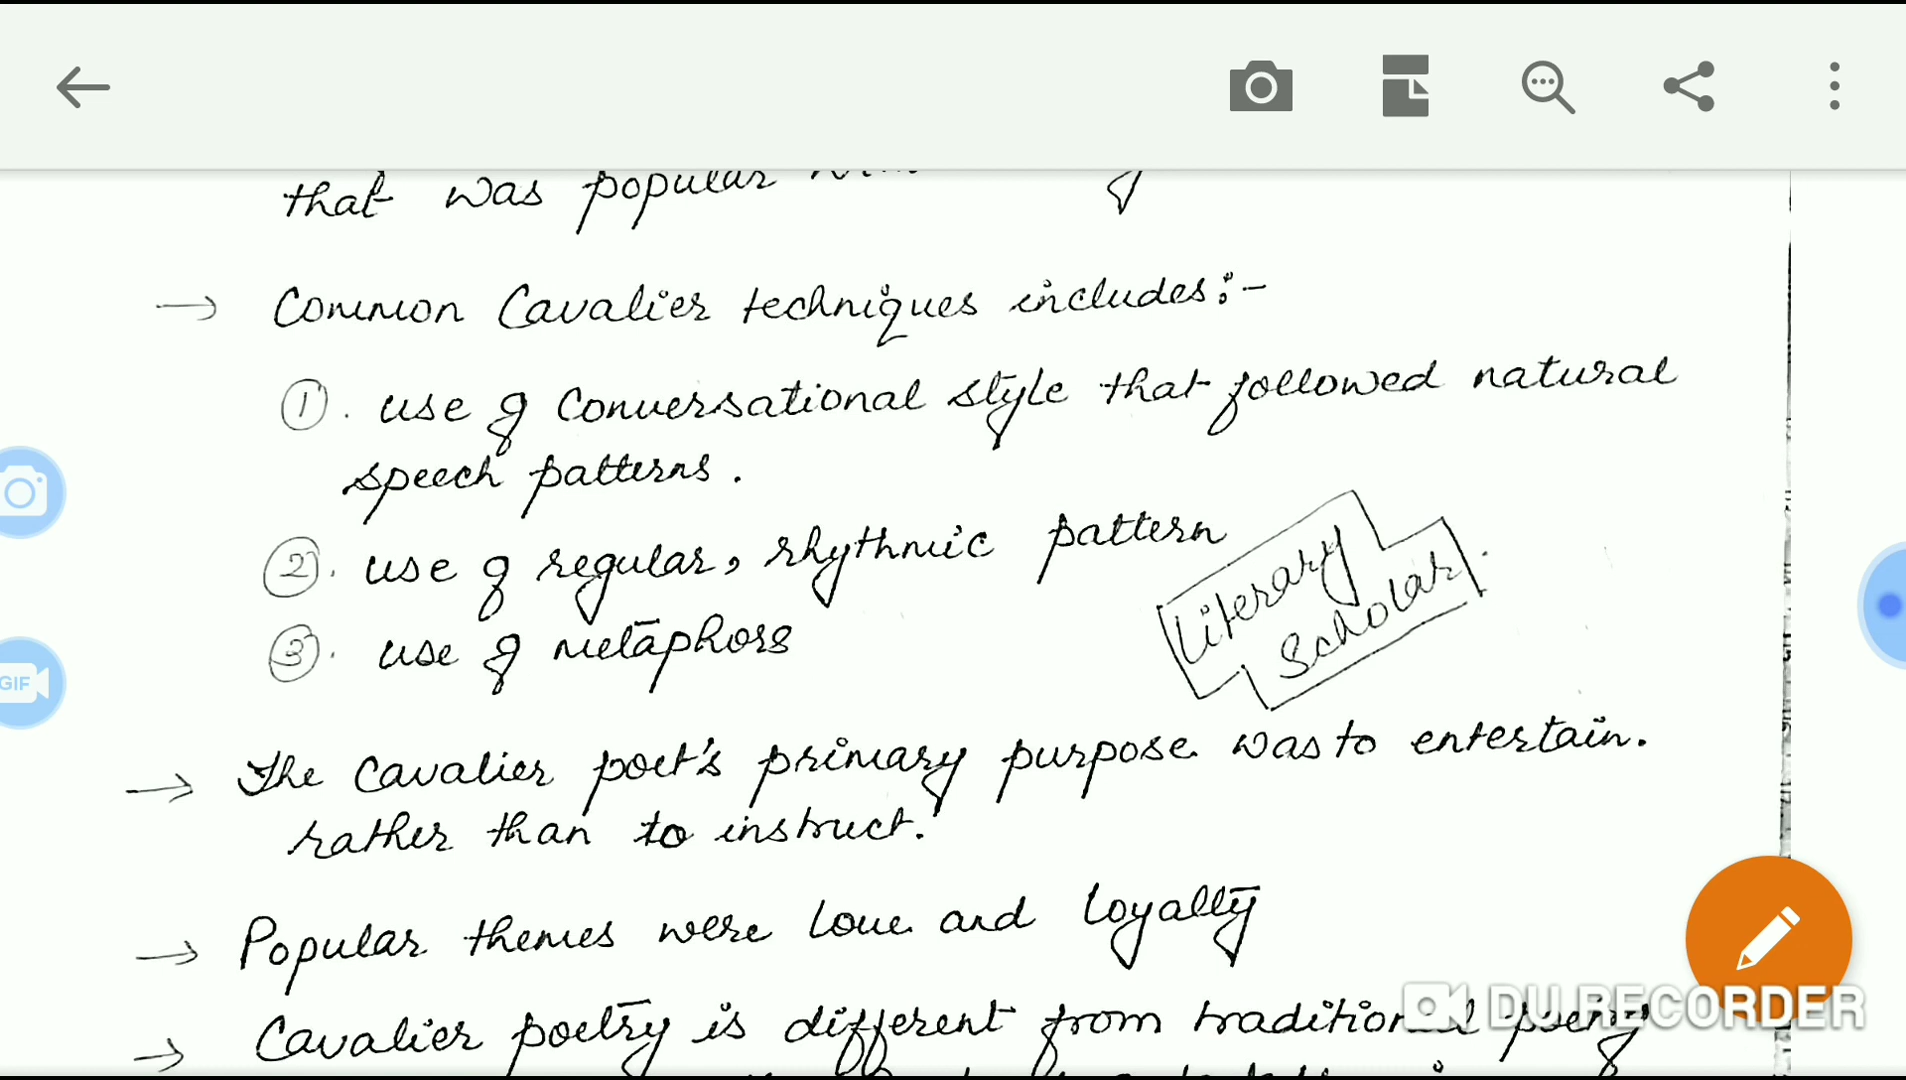 that was popular
→ Common Cavalier techniques includes:-
①. use of conversational style that followed natural
speech patterns.
②. use of regular, rhythmic pattern
③. use of metaphors
Literary
Scholar
→ The Cavalier poet's primary purpose was to entertain.
rather than to instruct.
→ Popular themes were love and loyalty
→ Cavalier poetry is different from traditional poetry
GIF
DU RECORDER